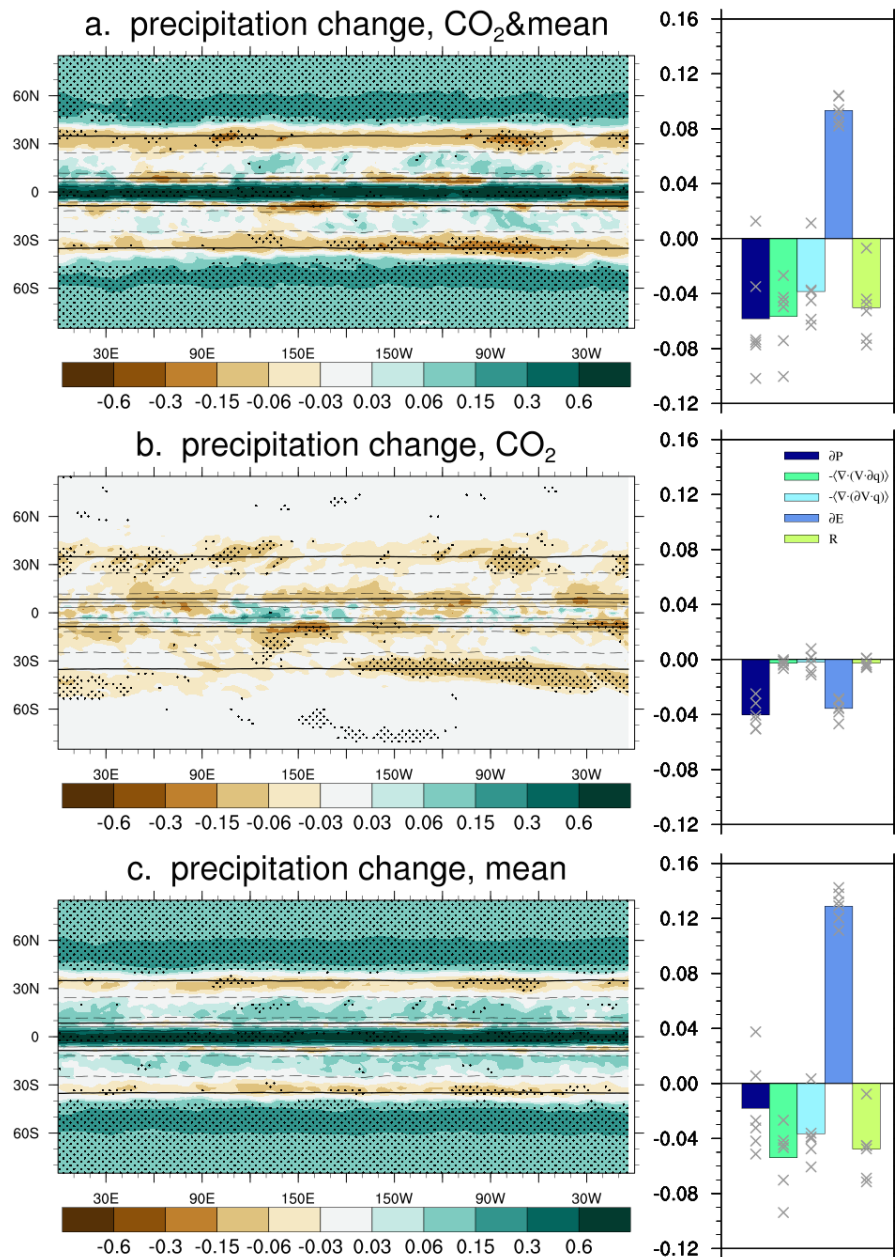 a. precipitation change, CO₂&mean
60N
30N
0
30S
60S
30E 90E 150E 150W 90W 30W
-0.6 -0.3 -0.15 -0.06 -0.03 0.03 0.06 0.15 0.3 0.6
0.16
0.12
0.08
0.04
0.00
-0.04
-0.08
-0.12
b. precipitation change, CO₂
60N
30N
0
30S
60S
30E 90E 150E 150W 90W 30W
-0.6 -0.3 -0.15 -0.06 -0.03 0.03 0.06 0.15 0.3 0.6
0.16
0.12
0.08
0.04
0.00
-0.04
-0.08
-0.12
∂P
-⟨∇·(V·∂q)⟩
-⟨∇·(∂V·q)⟩
∂E
R
c. precipitation change, mean
60N
30N
0
30S
60S
30E 90E 150E 150W 90W 30W
-0.6 -0.3 -0.15 -0.06 -0.03 0.03 0.06 0.15 0.3 0.6
0.16
0.12
0.08
0.04
0.00
-0.04
-0.08
-0.12